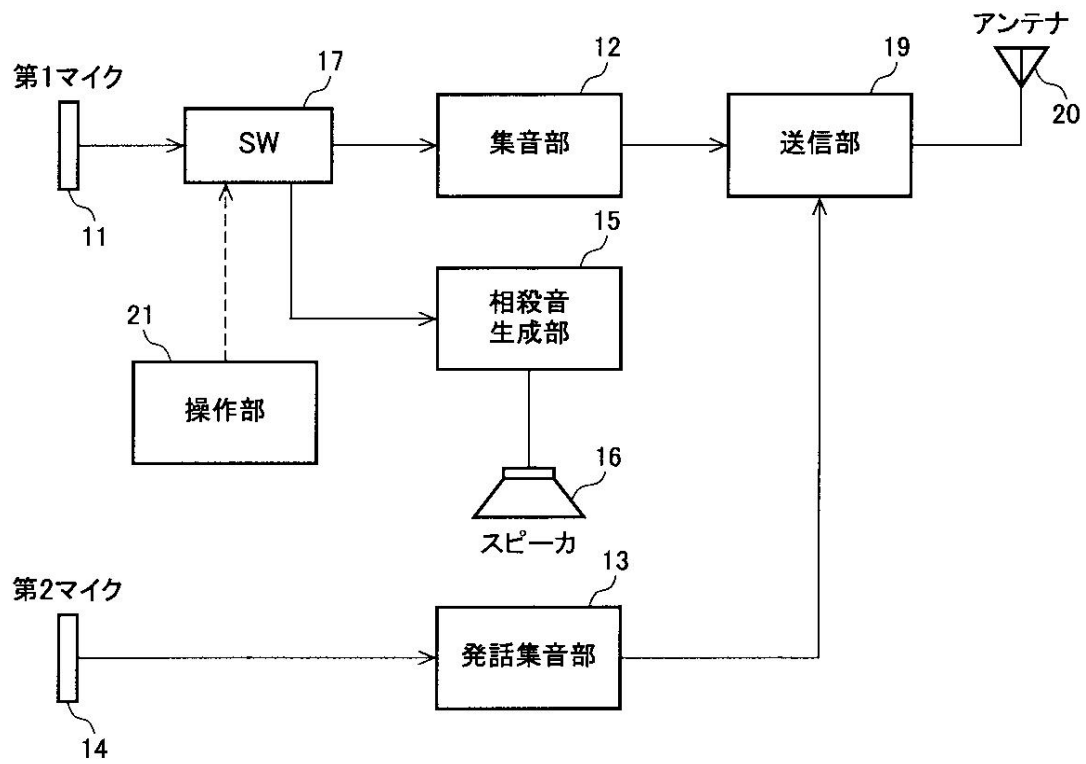 アンテナ
12
19
17
第1マイク
20
SW
集音部
送信部
11
15
相殺音
生成部
21
操作部
16
スピーカ
13
第2マイク
発話集音部
14